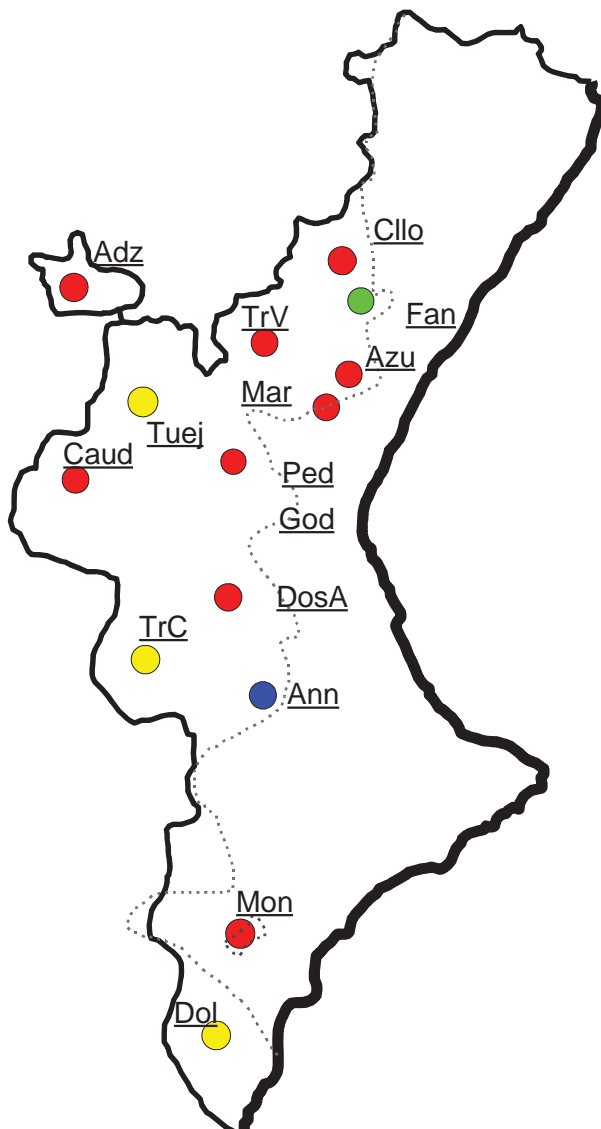 Cllo
Adz
Fan
TrV
Azu
Mar
Tuej
Caud
Ped
God
DosA
TrC
Ann
Mon
Dol